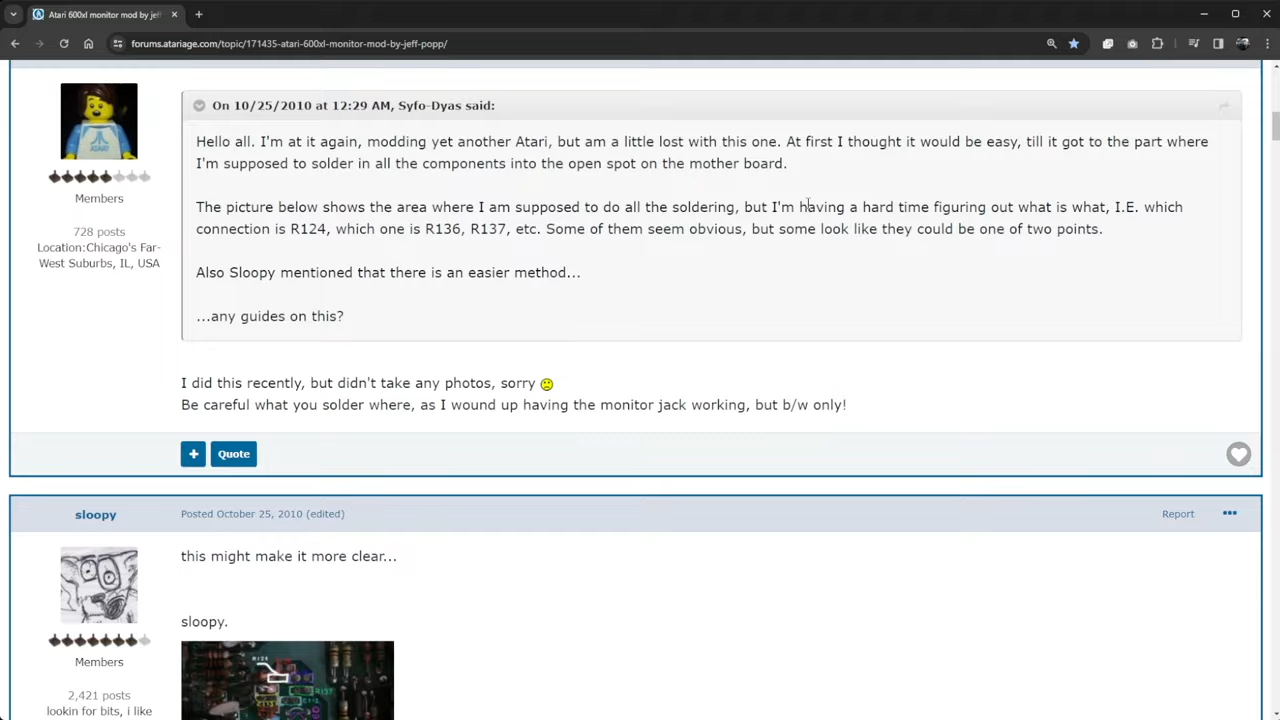 Atari 600xl monitor mod by jeff
forums.atariage.com/topic/171435-atari-600xl-monitor-mod-by-jeff-popp/
ATARI
Members
728 posts
Location:Chicago's Far-
West Suburbs, IL, USA
On 10/25/2010 at 12:29 AM, Syfo-Dyas said:
Hello all. I'm at it again, modding yet another Atari, but am a little lost with this one. At first I thought it would be easy, till it got to the part where
I'm supposed to solder in all the components into the open spot on the mother board.
The picture below shows the area where I am supposed to do all the soldering, but I'm having a hard time figuring out what is what, I.E. which
connection is R124, which one is R136, R137, etc. Some of them seem obvious, but some look like they could be one of two points.
Also Sloopy mentioned that there is an easier method...
...any guides on this?
I did this recently, but didn't take any photos, sorry
Be careful what you solder where, as I wound up having the monitor jack working, but b/w only!
+ Quote
sloopy
Posted October 25, 2010 (edited)
Report
Members
2,421 posts
lookin for bits, i like
this might make it more clear...
sloopy.
R137